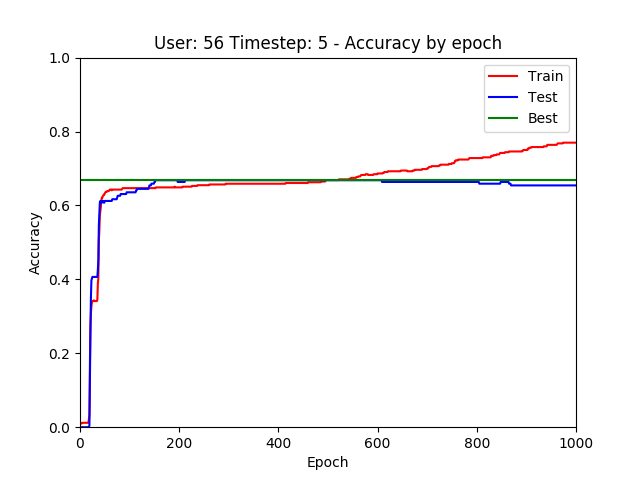 User: 56 Timestep: 5 - Accuracy by epoch
1.0
0.8
0.6
0.4
0.2
0.0
Accuracy
Train
Test
Best
0 200 400 600 800 1000
Epoch